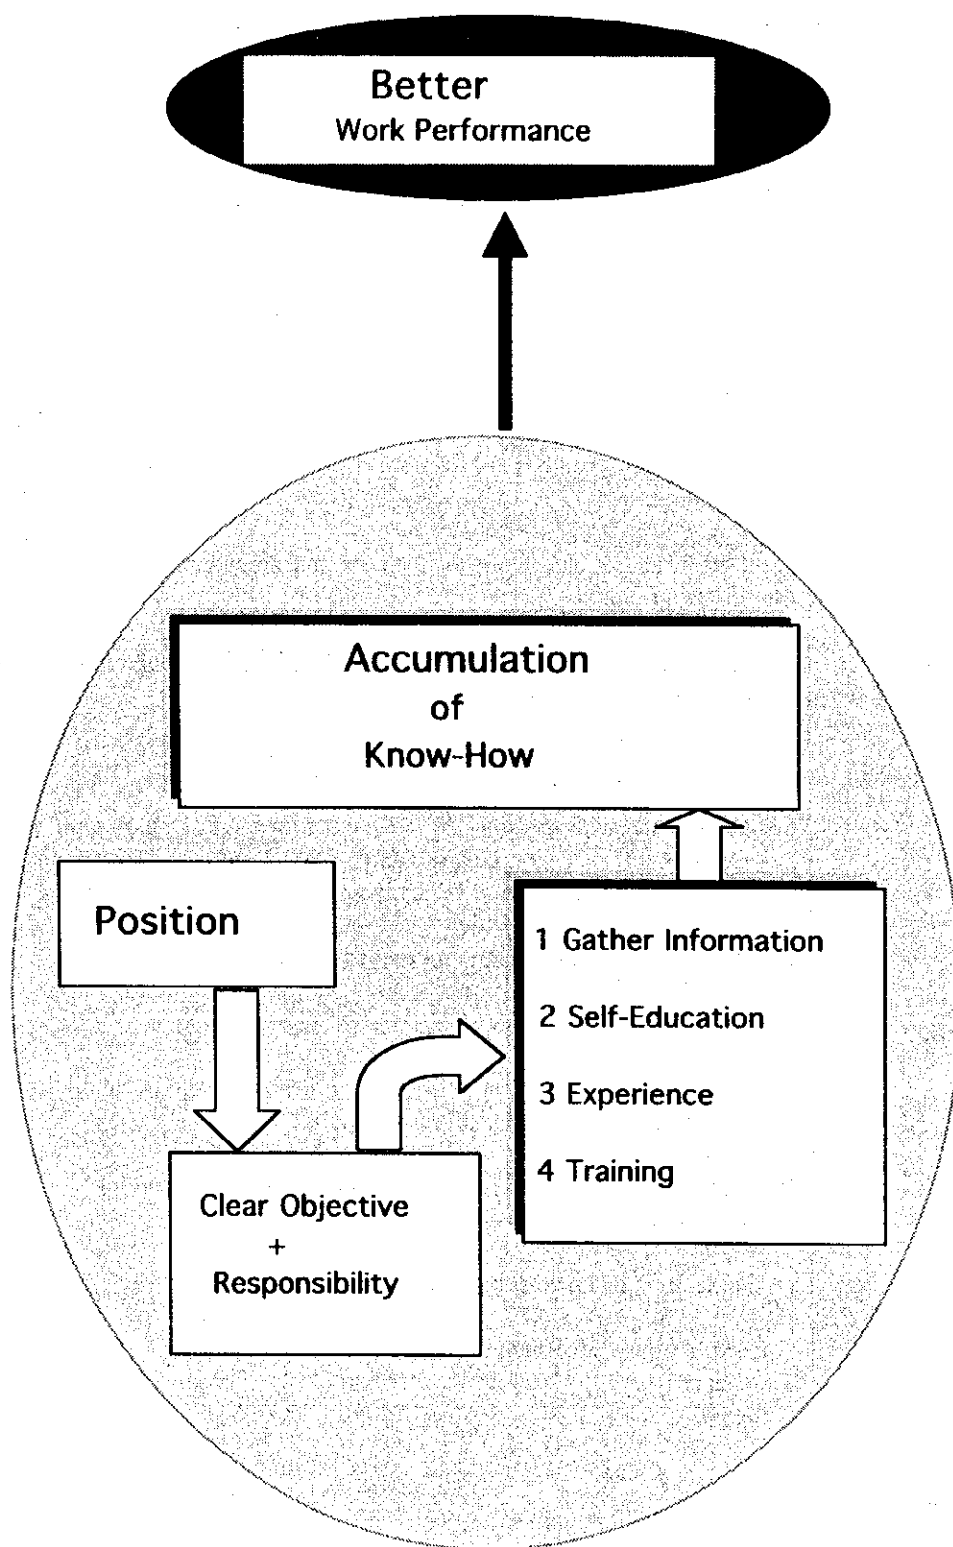 Better
Work Performance
Accumulation
of
Know-How
Position
Clear Objective
+
Responsibility
1 Gather Information
2 Self-Education
3 Experience
4 Training